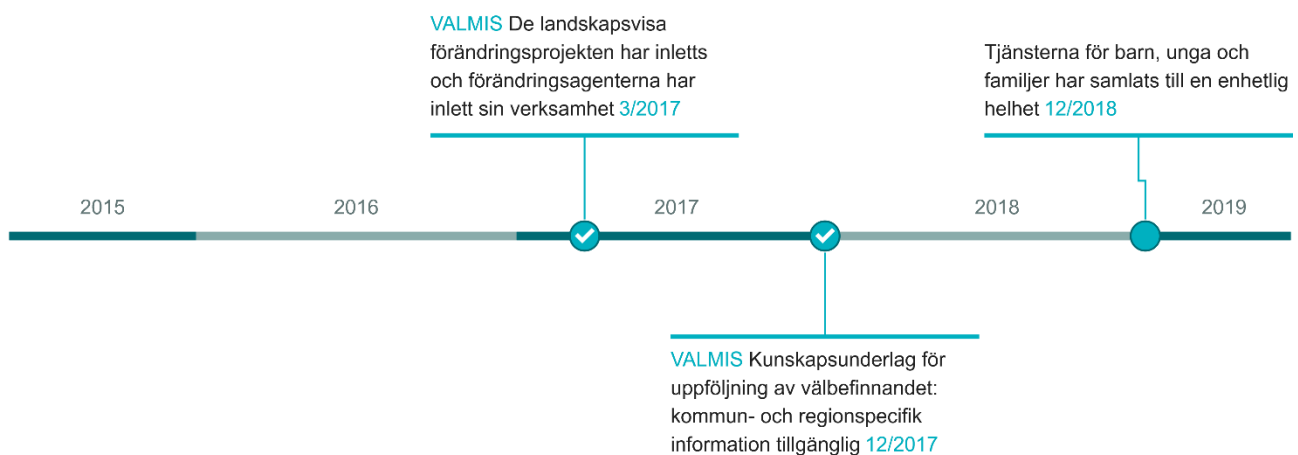 VALMIS De landskapsvisa
förändringsprojekten har inletts
och förändringsagenterna har
inlett sin verksamhet 3/2017
Tjänsterna för barn, unga och
familjer har samlats till en enhetlig
helhet 12/2018
2015
2016
2017
2018
2019
VALMIS Kunskapsunderlag för
uppföljning av välbefinnandet:
kommun- och regionspecifik
information tillgänglig 12/2017